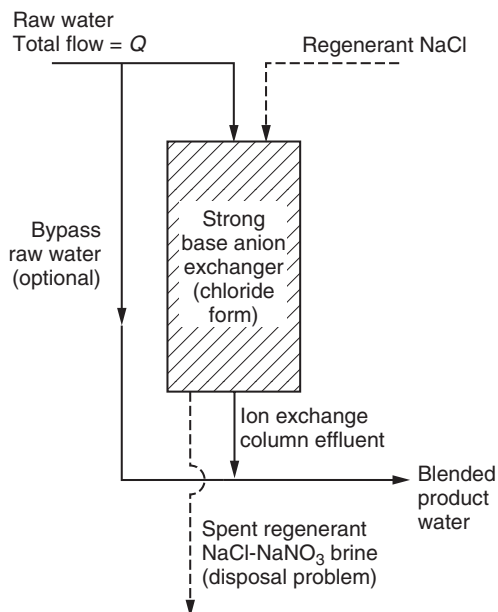 Raw water
Total flow = Q
Regenerant NaCl
Strong
base anion
exchanger
(chloride
form)
Bypass
raw water
(optional)
Ion exchange
column effluent
Blended
product
water
Spent regenerant
NaCl-NaNO₃ brine
(disposal problem)